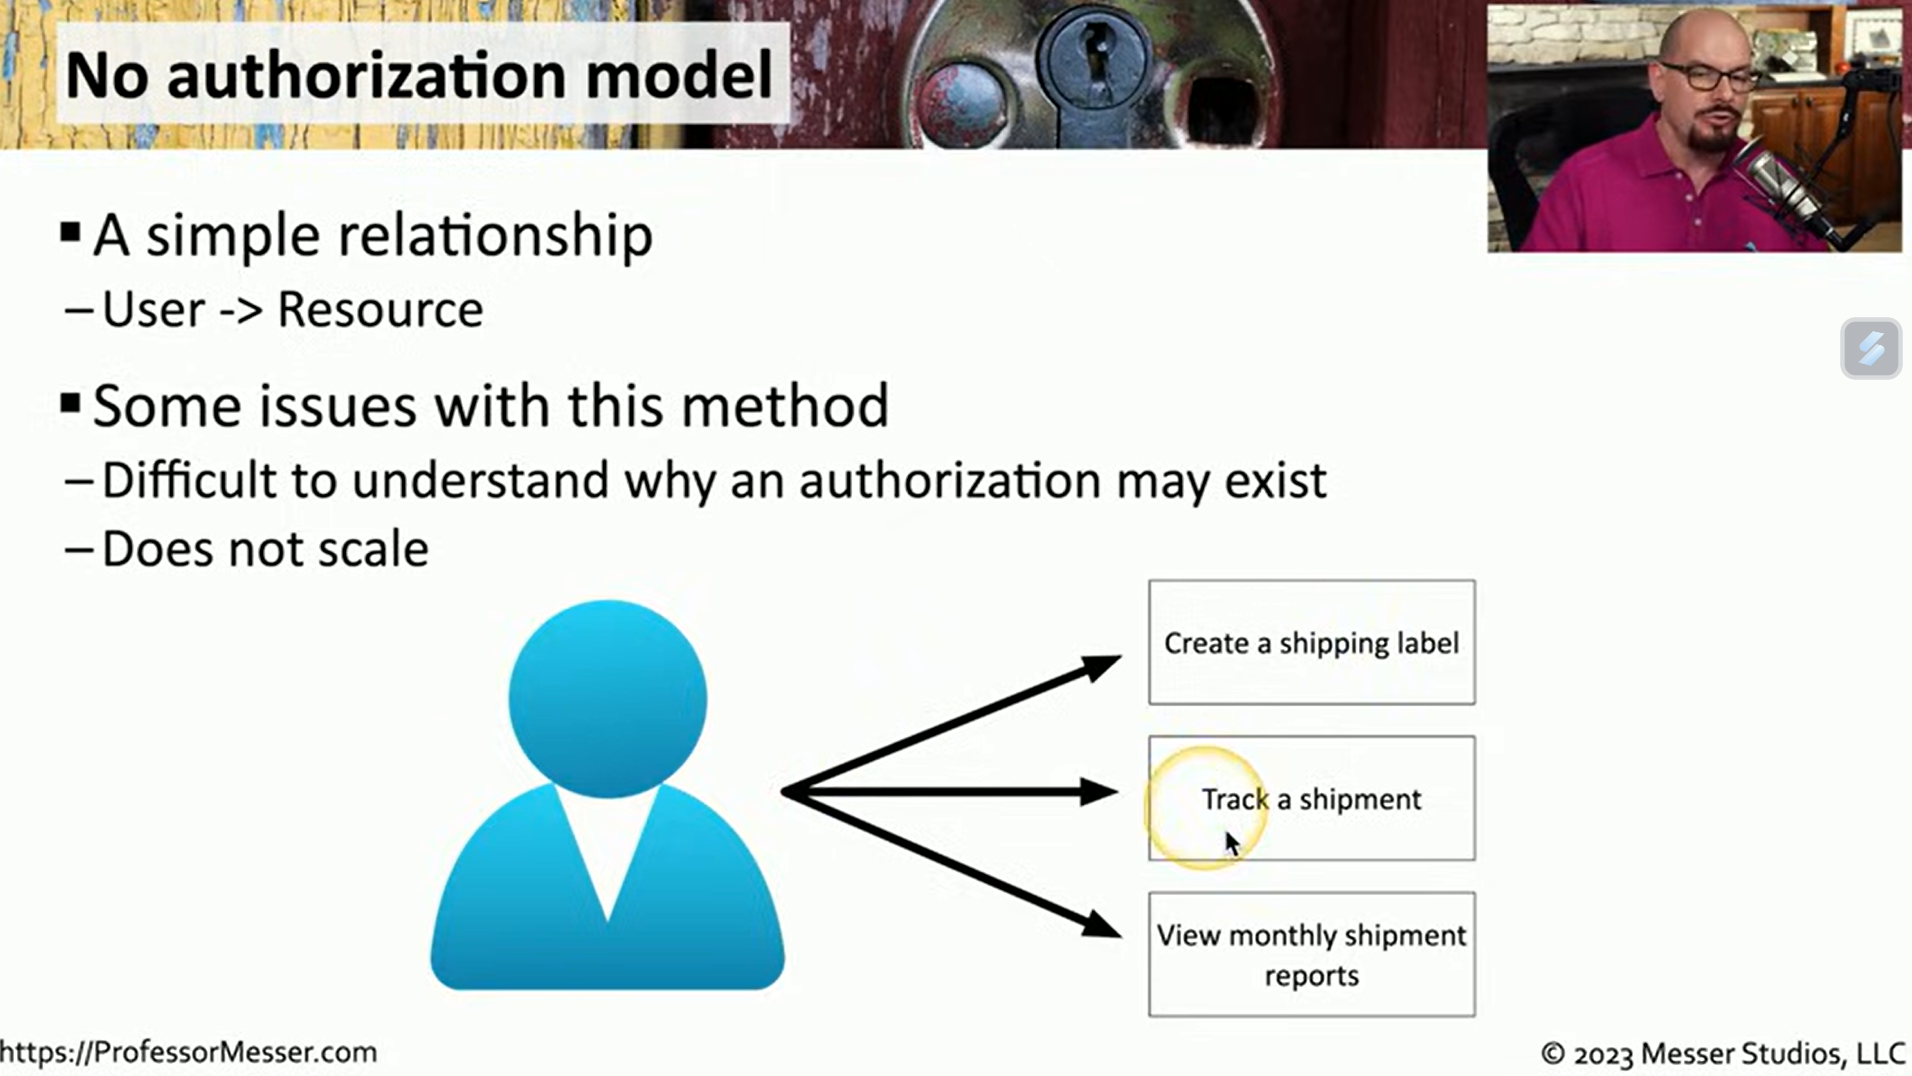 No authorization model
▪ A simple relationship
– User -> Resource
▪ Some issues with this method
– Difficult to understand why an authorization may exist
– Does not scale
Create a shipping label
Track a shipment
View monthly shipment
reports
https://ProfessorMesser.com
© 2023 Messer Studios, LLC